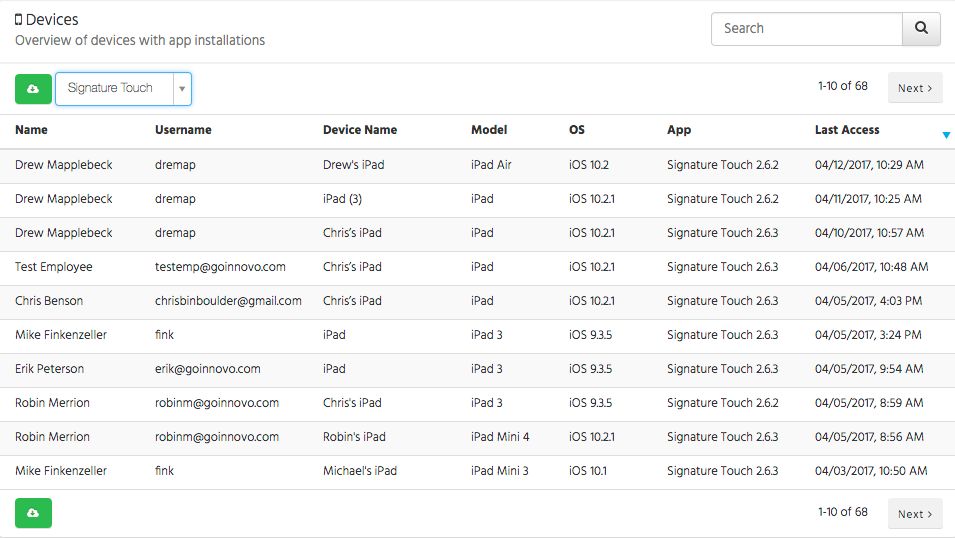 Devices
Overview of devices with app installations
Search
Signature Touch
1-10 of 68 Next >
Name Username Device Name Model OS App Last Access
Drew Mapplebeck dremap Drew's iPad iPad Air iOS 10.2 Signature Touch 2.6.2 04/12/2017, 10:29 AM
Drew Mapplebeck dremap iPad (3) iPad iOS 10.2.1 Signature Touch 2.6.2 04/11/2017, 10:25 AM
Drew Mapplebeck dremap Chris's iPad iPad iOS 10.2.1 Signature Touch 2.6.3 04/10/2017, 10:57 AM
Test Employee testemp@goinnovo.com Chris's iPad iPad iOS 10.2.1 Signature Touch 2.6.3 04/06/2017, 10:48 AM
Chris Benson chrisbinboulder@gmail.com Chris's iPad iPad iOS 10.2.1 Signature Touch 2.6.3 04/05/2017, 4:03 PM
Mike Finkenzeller fink iPad iPad 3 iOS 9.3.5 Signature Touch 2.6.3 04/05/2017, 3:24 PM
Erik Peterson erik@goinnovo.com iPad iPad 3 iOS 9.3.5 Signature Touch 2.6.3 04/05/2017, 9:54 AM
Robin Merrion robinm@goinnovo.com Chris's iPad iPad 3 iOS 9.3.5 Signature Touch 2.6.2 04/05/2017, 8:59 AM
Robin Merrion robinm@goinnovo.com Robin's iPad iPad Mini 4 iOS 10.2.1 Signature Touch 2.6.3 04/05/2017, 8:56 AM
Mike Finkenzeller fink Michael's iPad iPad Mini 3 iOS 10.1 Signature Touch 2.6.3 04/03/2017, 10:50 AM
1-10 of 68 Next >